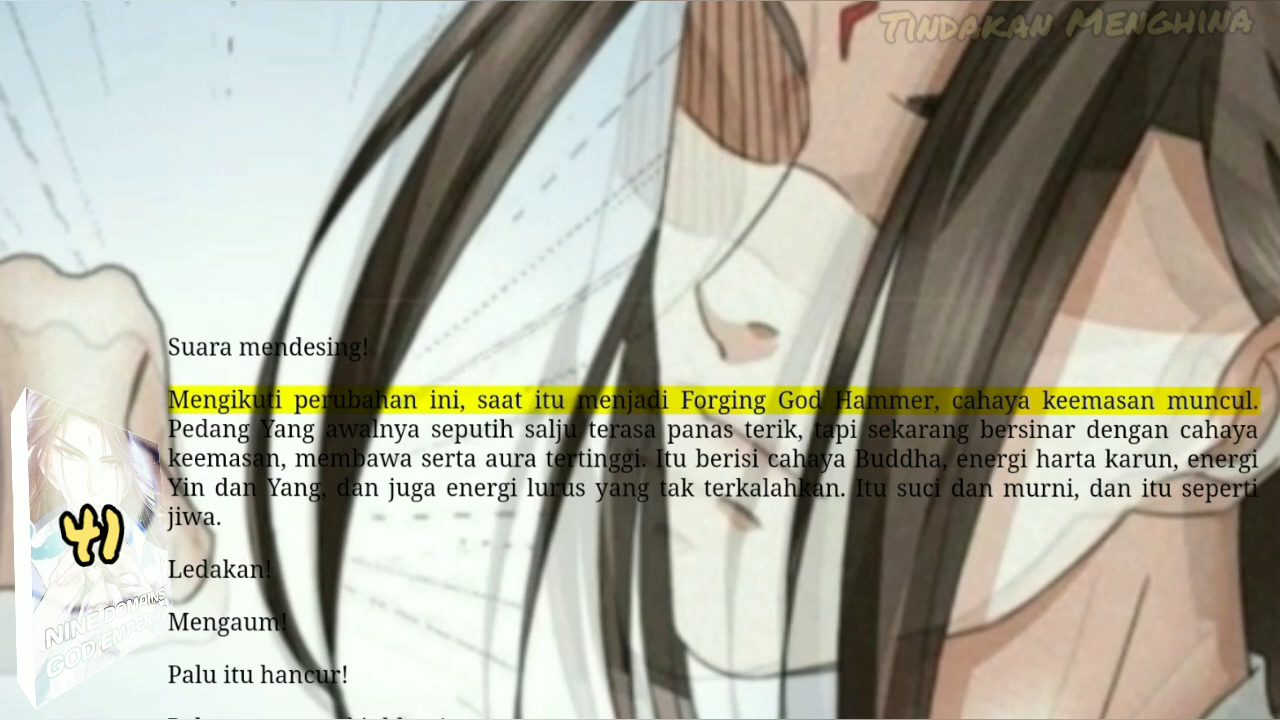 Tindakan Menghina
Suara mendesing!
Mengikuti perubahan ini, saat itu menjadi Forging God Hammer, cahaya keemasan muncul.
Pedang Yang awalnya seputih salju terasa panas terik, tapi sekarang bersinar dengan cahaya
keemasan, membawa serta aura tertinggi. Itu berisi cahaya Buddha, energi harta karun, energi
Yin dan Yang, dan juga energi lurus yang tak terkalahkan. Itu suci dan murni, dan itu seperti
jiwa.
Ledakan!
Mengaum!
Palu itu hancur!
41
NINE DOMAINS
GOD EMPEROR